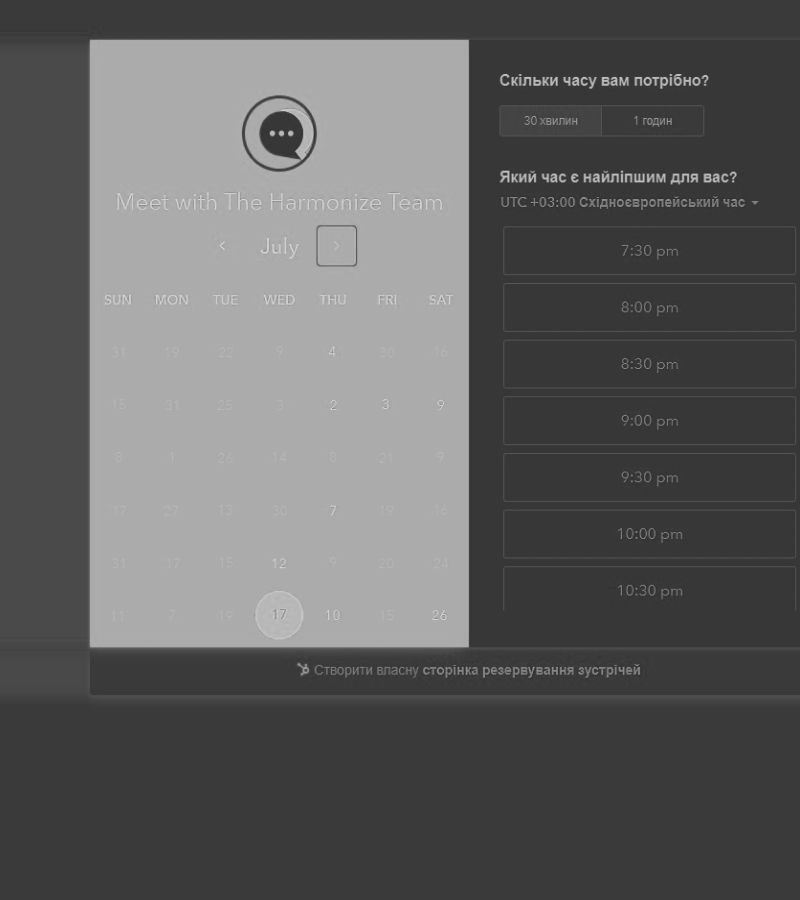 Meet with The Harmonize Team
July
SUN MON TUE WED THU FRI SAT
31 19 22 9 4 30 16
15 31 25 3 2 3 9
8 1 26 14 8 21 9
17 27 13 30 7 19 16
31 17 15 12 9 20 24
11 7 19 17 10 15 26
Скільки часу вам потрібно?
30 хвилин 1 годин
Який час є найліпшим для вас?
UTC +03:00 Східноєвропейський час
7:30 pm
8:00 pm
8:30 pm
9:00 pm
9:30 pm
10:00 pm
10:30 pm
Створити власну сторінка резервування зустрічей